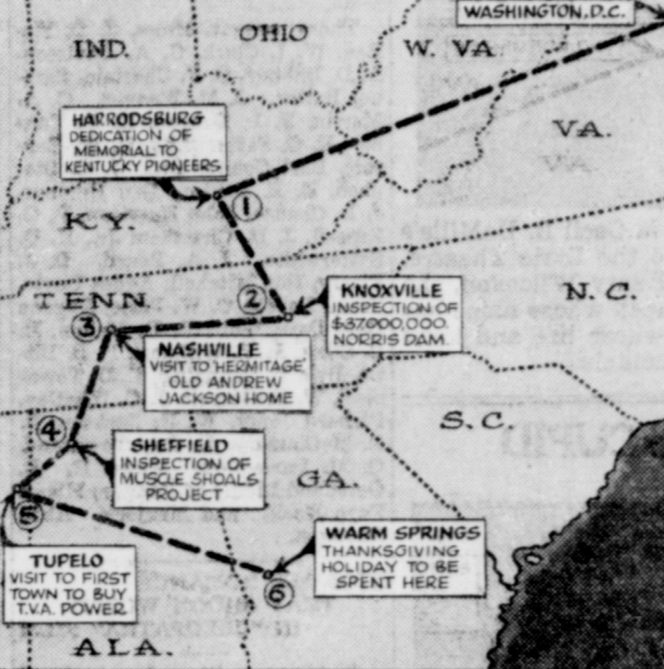 WASHINGTON, D.C.
IND.
OHIO
W. VA.
HARRODSBURG
DEDICATION OF
MEMORIAL TO
KENTUCKY PIONEERS
VA.
1
KY.
TENN.
2
KNOXVILLE
INSPECTION OF
$37,000,000.
NORRIS DAM.
N. C.
3
NASHVILLE
VISIT TO 'HERMITAGE'
OLD ANDREW
JACKSON HOME
4
SHEFFIELD
INSPECTION OF
MUSCLE SHOALS
PROJECT
S. C.
GA.
5
TUPELO
VISIT TO FIRST
TOWN TO BUY
T.V.A. POWER
WARM SPRINGS
THANKSGIVING
HOLIDAY TO BE
SPENT HERE
6
ALA.